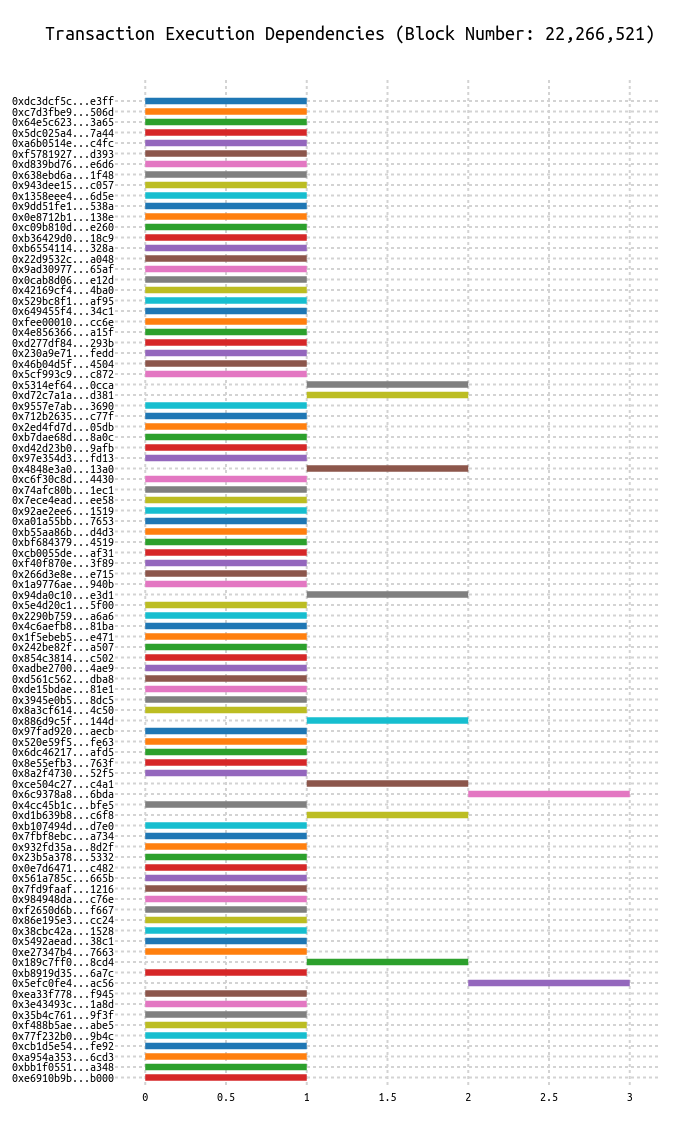 Transaction Execution Dependencies (Block Number: 22,266,521)
0xdc3dcf5c...e3ff
0xc7d3fbe9...506d
0x64e5c623...3a65
0x5dc025a4...7a44
0xa6b0514e...c4fc
0xf5781927...d393
0xd839bd76...e6d6
0x638ebd6a...1f48
0x943dee15...c057
0x1358eee4...6d5e
0x9dd51fe1...538a
0x0e8712b1...138e
0xc09b810d...e260
0xb36429d0...18c9
0xb6554114...328a
0x22d9532c...a048
0x9ad30977...65af
0x0cab8d06...e12d
0x42169cf4...4ba0
0x529bc8f1...af95
0x649455f4...34c1
0xfee00010...cc6e
0x4e856366...a15f
0xd277df84...293b
0x230a9e71...fedd
0x46b04d5f...4504
0x5cf993c9...c872
0x5314ef64...0cca
0xd72c7a1a...d381
0x9557e7ab...3690
0x712b2635...c77f
0x2ed4fd7d...05db
0xb7dae68d...8a0c
0xd42d23b0...9afb
0x97e354d3...fd13
0x4848e3a0...13a0
0xc6f30c8d...4430
0x74afc80b...1ec1
0x7ece4ead...ee58
0x92ae2ee6...1519
0xa01a55bb...7653
0xb55aa86b...d4d3
0xbf684379...4519
0xcb0055de...af31
0xf40f870e...3f89
0x266d3e8e...e715
0x1a9776ae...940b
0x94da0c10...e3d1
0x5e4d20c1...5f00
0x2290b759...a6a6
0x4c6aefb8...81ba
0x1f5ebeb5...e471
0x242be82f...a507
0x854c3814...c502
0xadbe2700...4ae9
0xd561c562...dba8
0xde15bdae...81e1
0x3945e0b5...8dc5
0x8a3cf614...4c50
0x886d9c5f...144d
0x97fad920...aecb
0x520e59f5...fe63
0x6dc46217...afd5
0x8e55efb3...763f
0x8a2f4730...52f5
0xce504c27...c4a1
0x6c9378a8...6bda
0x4cc45b1c...bfe5
0xd1b639b8...c6f8
0xb107494d...d7e0
0x7fbf8ebc...a734
0x932fd35a...8d2f
0x23b5a378...5332
0x0e7d6471...c482
0x561a785c...665b
0x7fd9faaf...1216
0x984948da...c76e
0xf2650d6b...f667
0x86e195e3...cc24
0x38cbc42a...1528
0x5492aead...38c1
0xe27347b4...7663
0x189c7ff0...8cd4
0xb8919d35...6a7c
0x5efc0fe4...ac56
0xea33f778...f945
0x3e43493c...1a8d
0x35b4c761...9f3f
0xf488b5ae...abe5
0x77f232b0...9b4c
0xcb1d5e54...fe92
0xa954a353...6cd3
0xbb1f0551...a348
0xe6910b9b...b000
0 0.5 1 1.5 2 2.5 3